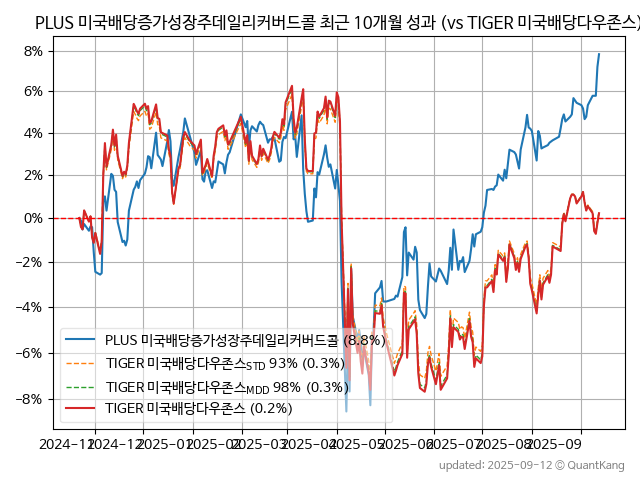 PLUS 미국배당증가성장주데일리커버드콜 최근 10개월 성과 (vs TIGER 미국배당다우존스)
8%
6%
4%
2%
0%
−2%
−4%
−6%
−8%
PLUS 미국배당증가성장주데일리커버드콜 (8.8%)
TIGER 미국배당다우존스STD 93% (0.3%)
TIGER 미국배당다우존스MDD 98% (0.3%)
TIGER 미국배당다우존스 (0.2%)
2024-11 2024-12 2025-01 2025-02 2025-03 2025-04 2025-05 2025-06 2025-07 2025-08 2025-09
updated: 2025-09-12 © QuantKang